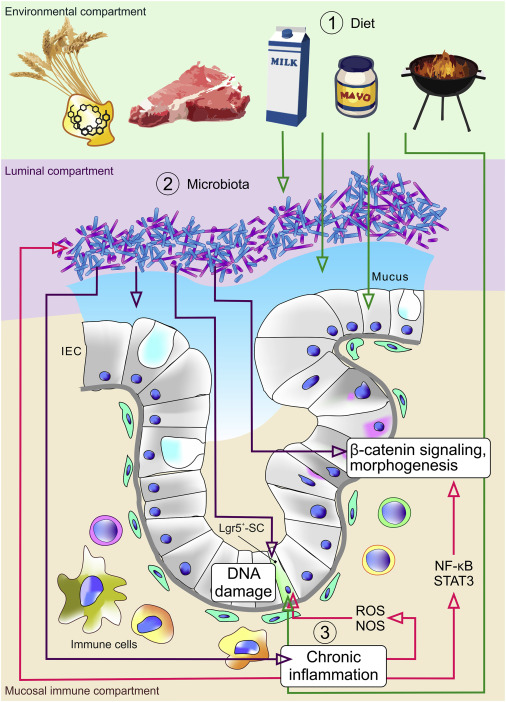 Environmental compartment
1 Diet
MILK
MAYO
Luminal compartment
2 Microbiota
Mucus
IEC
β-catenin signaling,
morphogenesis
Lgr5⁺-SC
DNA
damage
NF-κB
STAT3
ROS
NOS
3
Immune cells
Chronic
inflammation
Mucosal immune compartment